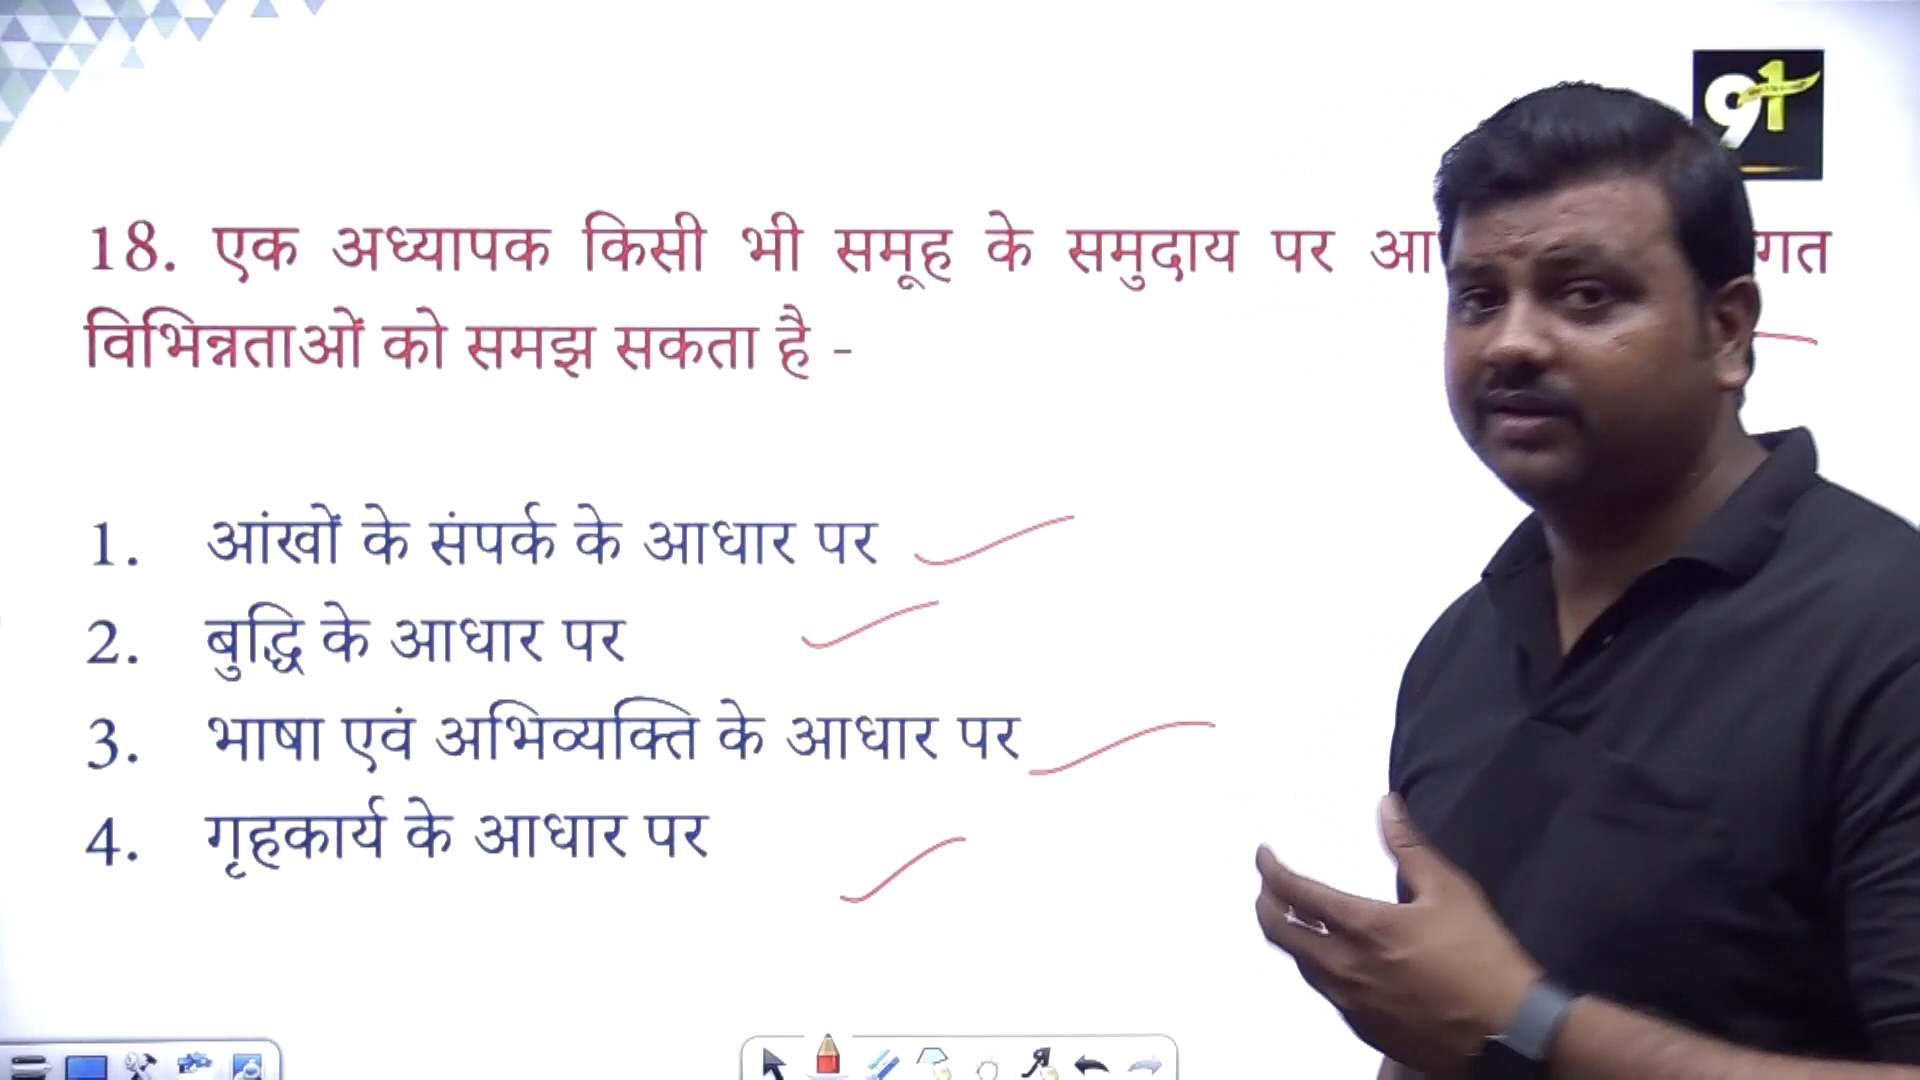 91
18. एक अध्यापक किसी भी समूह के समुदाय पर आ गत
विभिन्नताओं को समझ सकता है -
1. आंखों के संपर्क के आधार पर
2. बुद्धि के आधार पर
3. भाषा एवं अभिव्यक्ति के आधार पर
4. गृहकार्य के आधार पर